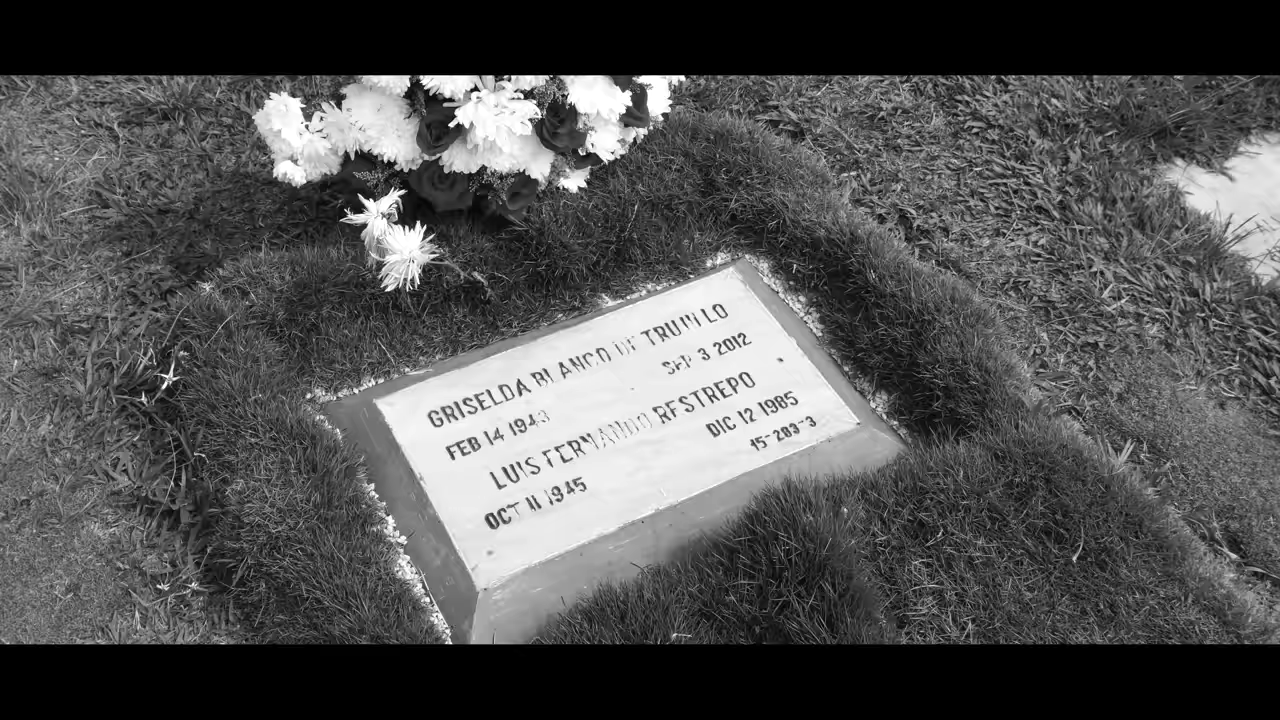 GRISELDA BLANCO DE TRUJILLO
FEB 14 1943 SEP 3 2012
LUIS FERNANDO RESTREPO
OCT 11 1945 DIC 12 1985
15-283-3